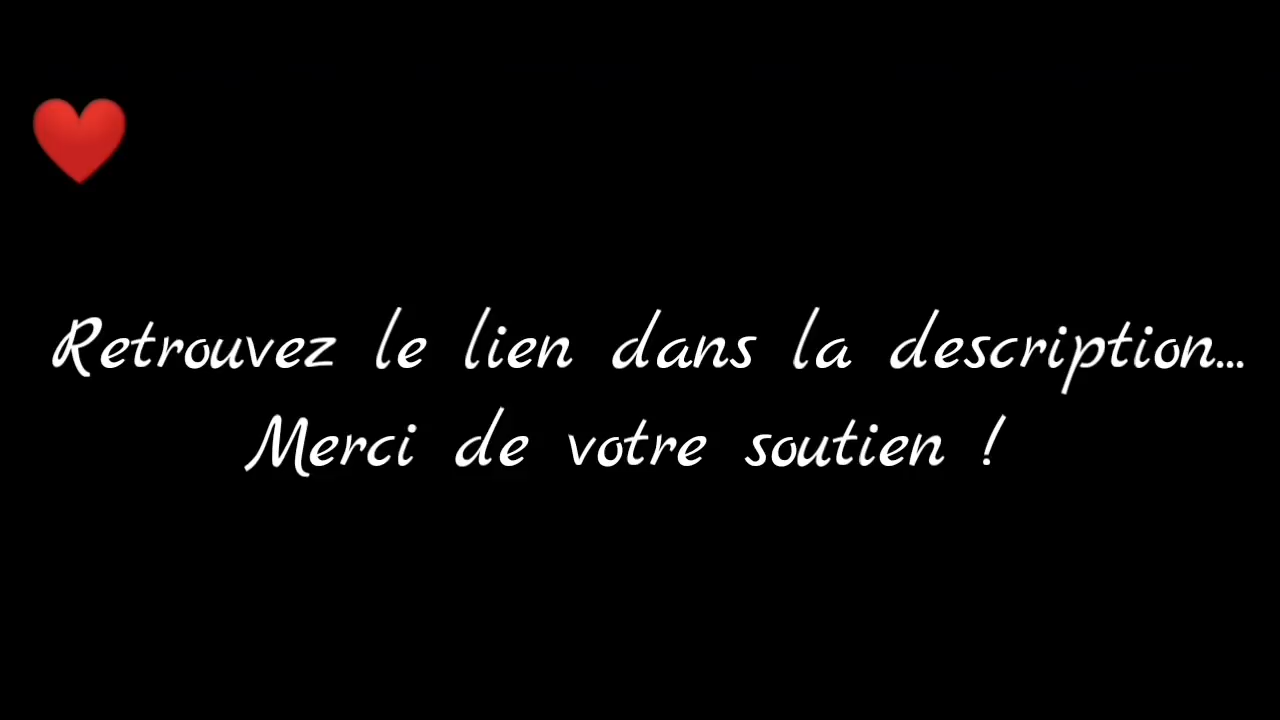 Retrouvez le lien dans la description...
Merci de votre soutien !